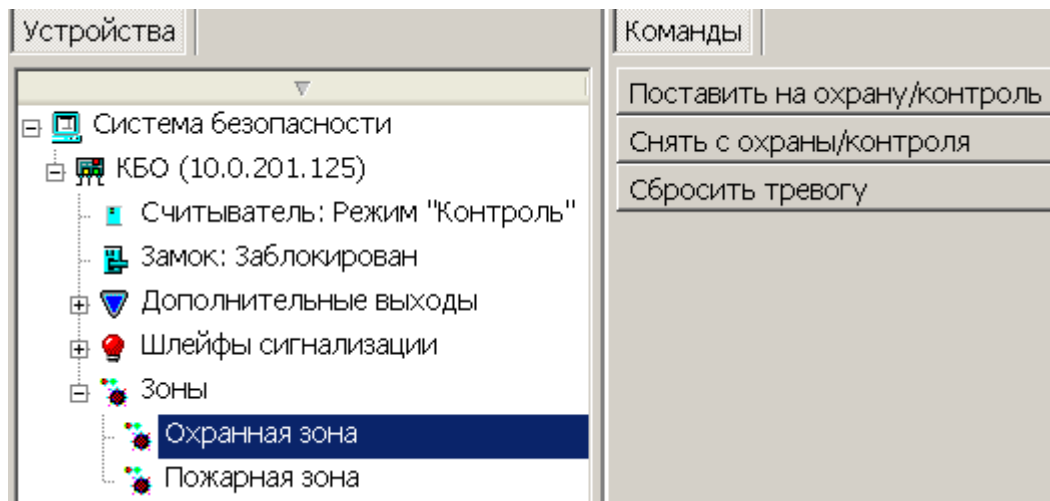 Устройства
Система безопасности
КБО (10.0.201.125)
Считыватель: Режим "Контроль"
Замок: Заблокирован
Дополнительные выходы
Шлейфы сигнализации
Зоны
Охранная зона
Пожарная зона
Команды
Поставить на охрану/контроль
Снять с охраны/контроля
Сбросить тревогу